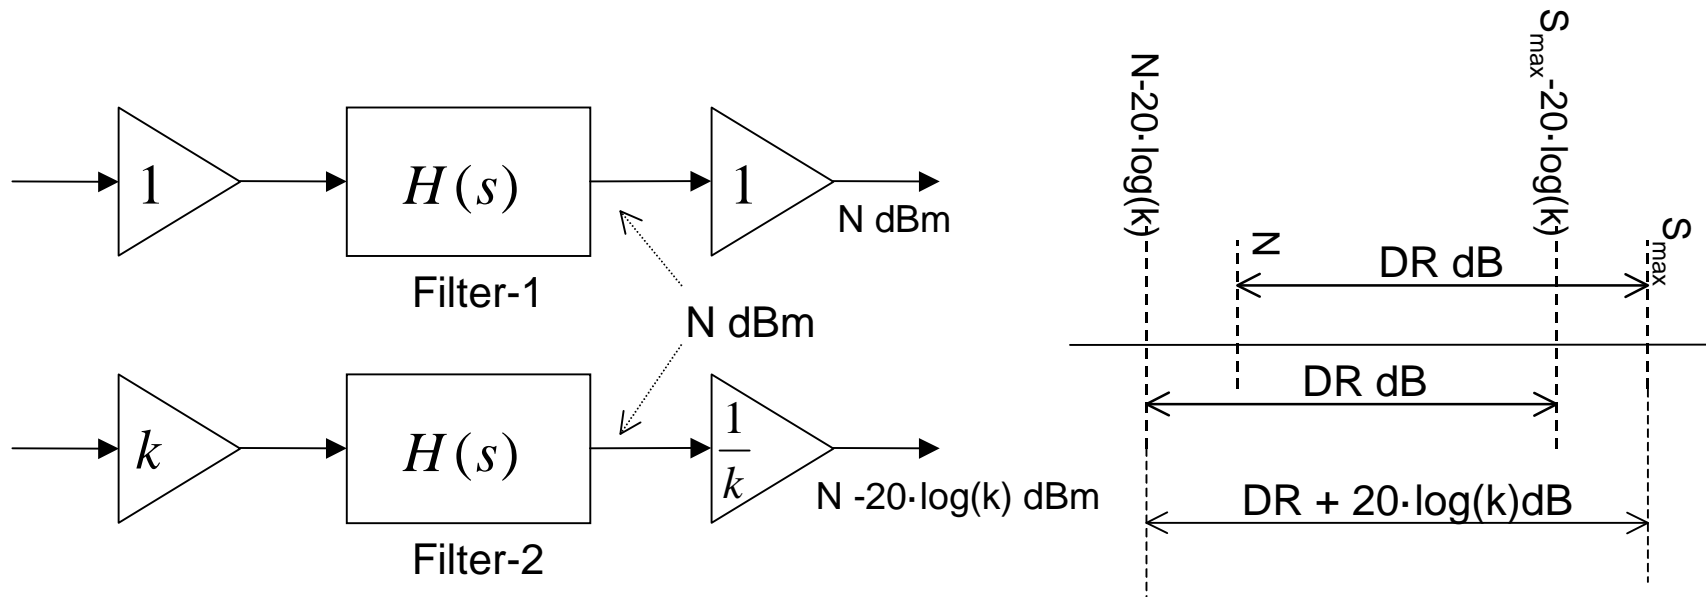 1
H(s)
1
N dBm
Filter-1
N dBm
k
H(s)
1
k
N -20·log(k) dBm
Filter-2
N-20·log(k)
S max -20·log(k)
N
S max
DR dB
DR dB
DR + 20·log(k)dB